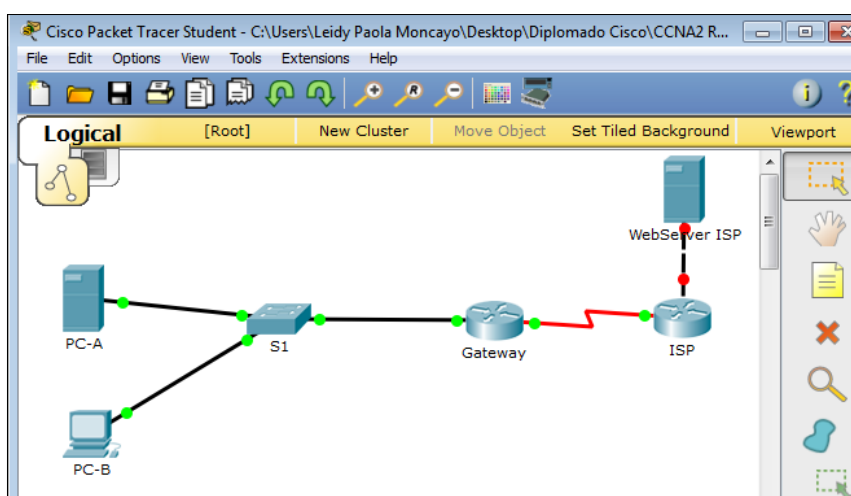 Cisco Packet Tracer Student - C:\Users\Leidy Paola Moncayo\Desktop\Diplomado Cisco\CCNA2 R...
File Edit Options View Tools Extensions Help
Logical [Root] New Cluster Move Object Set Tiled Background Viewport
WebServer ISP
PC-A
S1
Gateway
ISP
PC-B